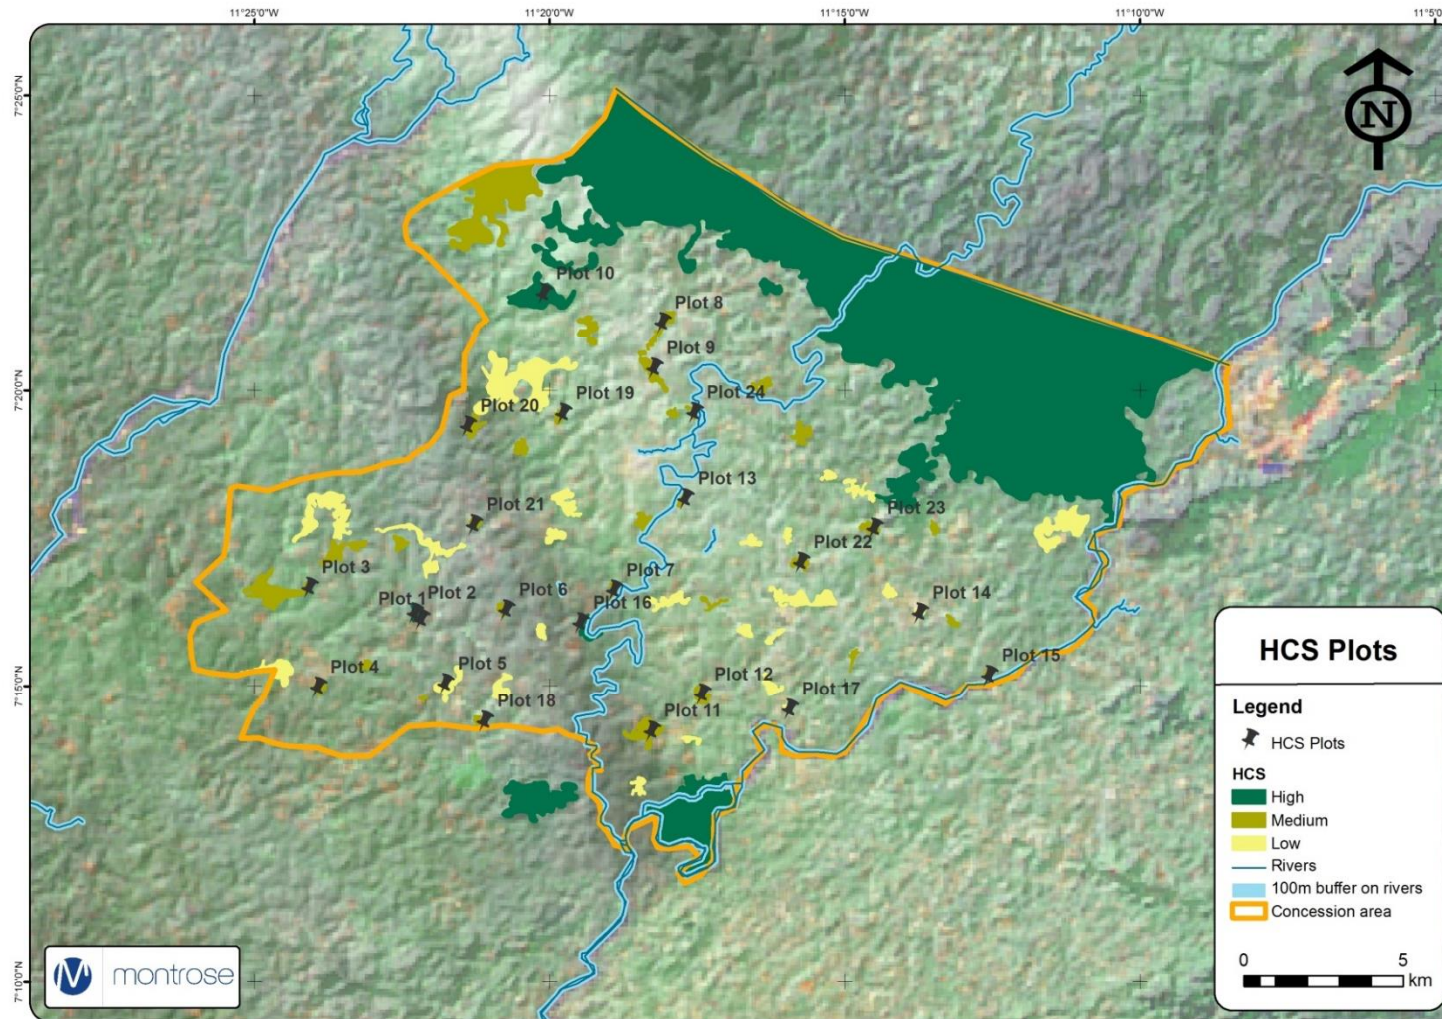 11°25'0"W
11°20'0"W
11°15'0"W
11°10'0"W
7°25'0"N
7°20'0"N
7°15'0"N
7°10'0"N
N
Plot 10
Plot 8
Plot 9
Plot 19
Plot 24
Plot 20
Plot 13
Plot 21
Plot 23
Plot 22
Plot 3
Plot 7
Plot 1
Plot 2
Plot 6
Plot 16
Plot 14
Plot 4
Plot 5
Plot 15
Plot 12
Plot 17
Plot 18
Plot 11
HCS Plots
Legend
HCS Plots
HCS
High
Medium
Low
Rivers
100m buffer on rivers
Concession area
0 5
km
montrose